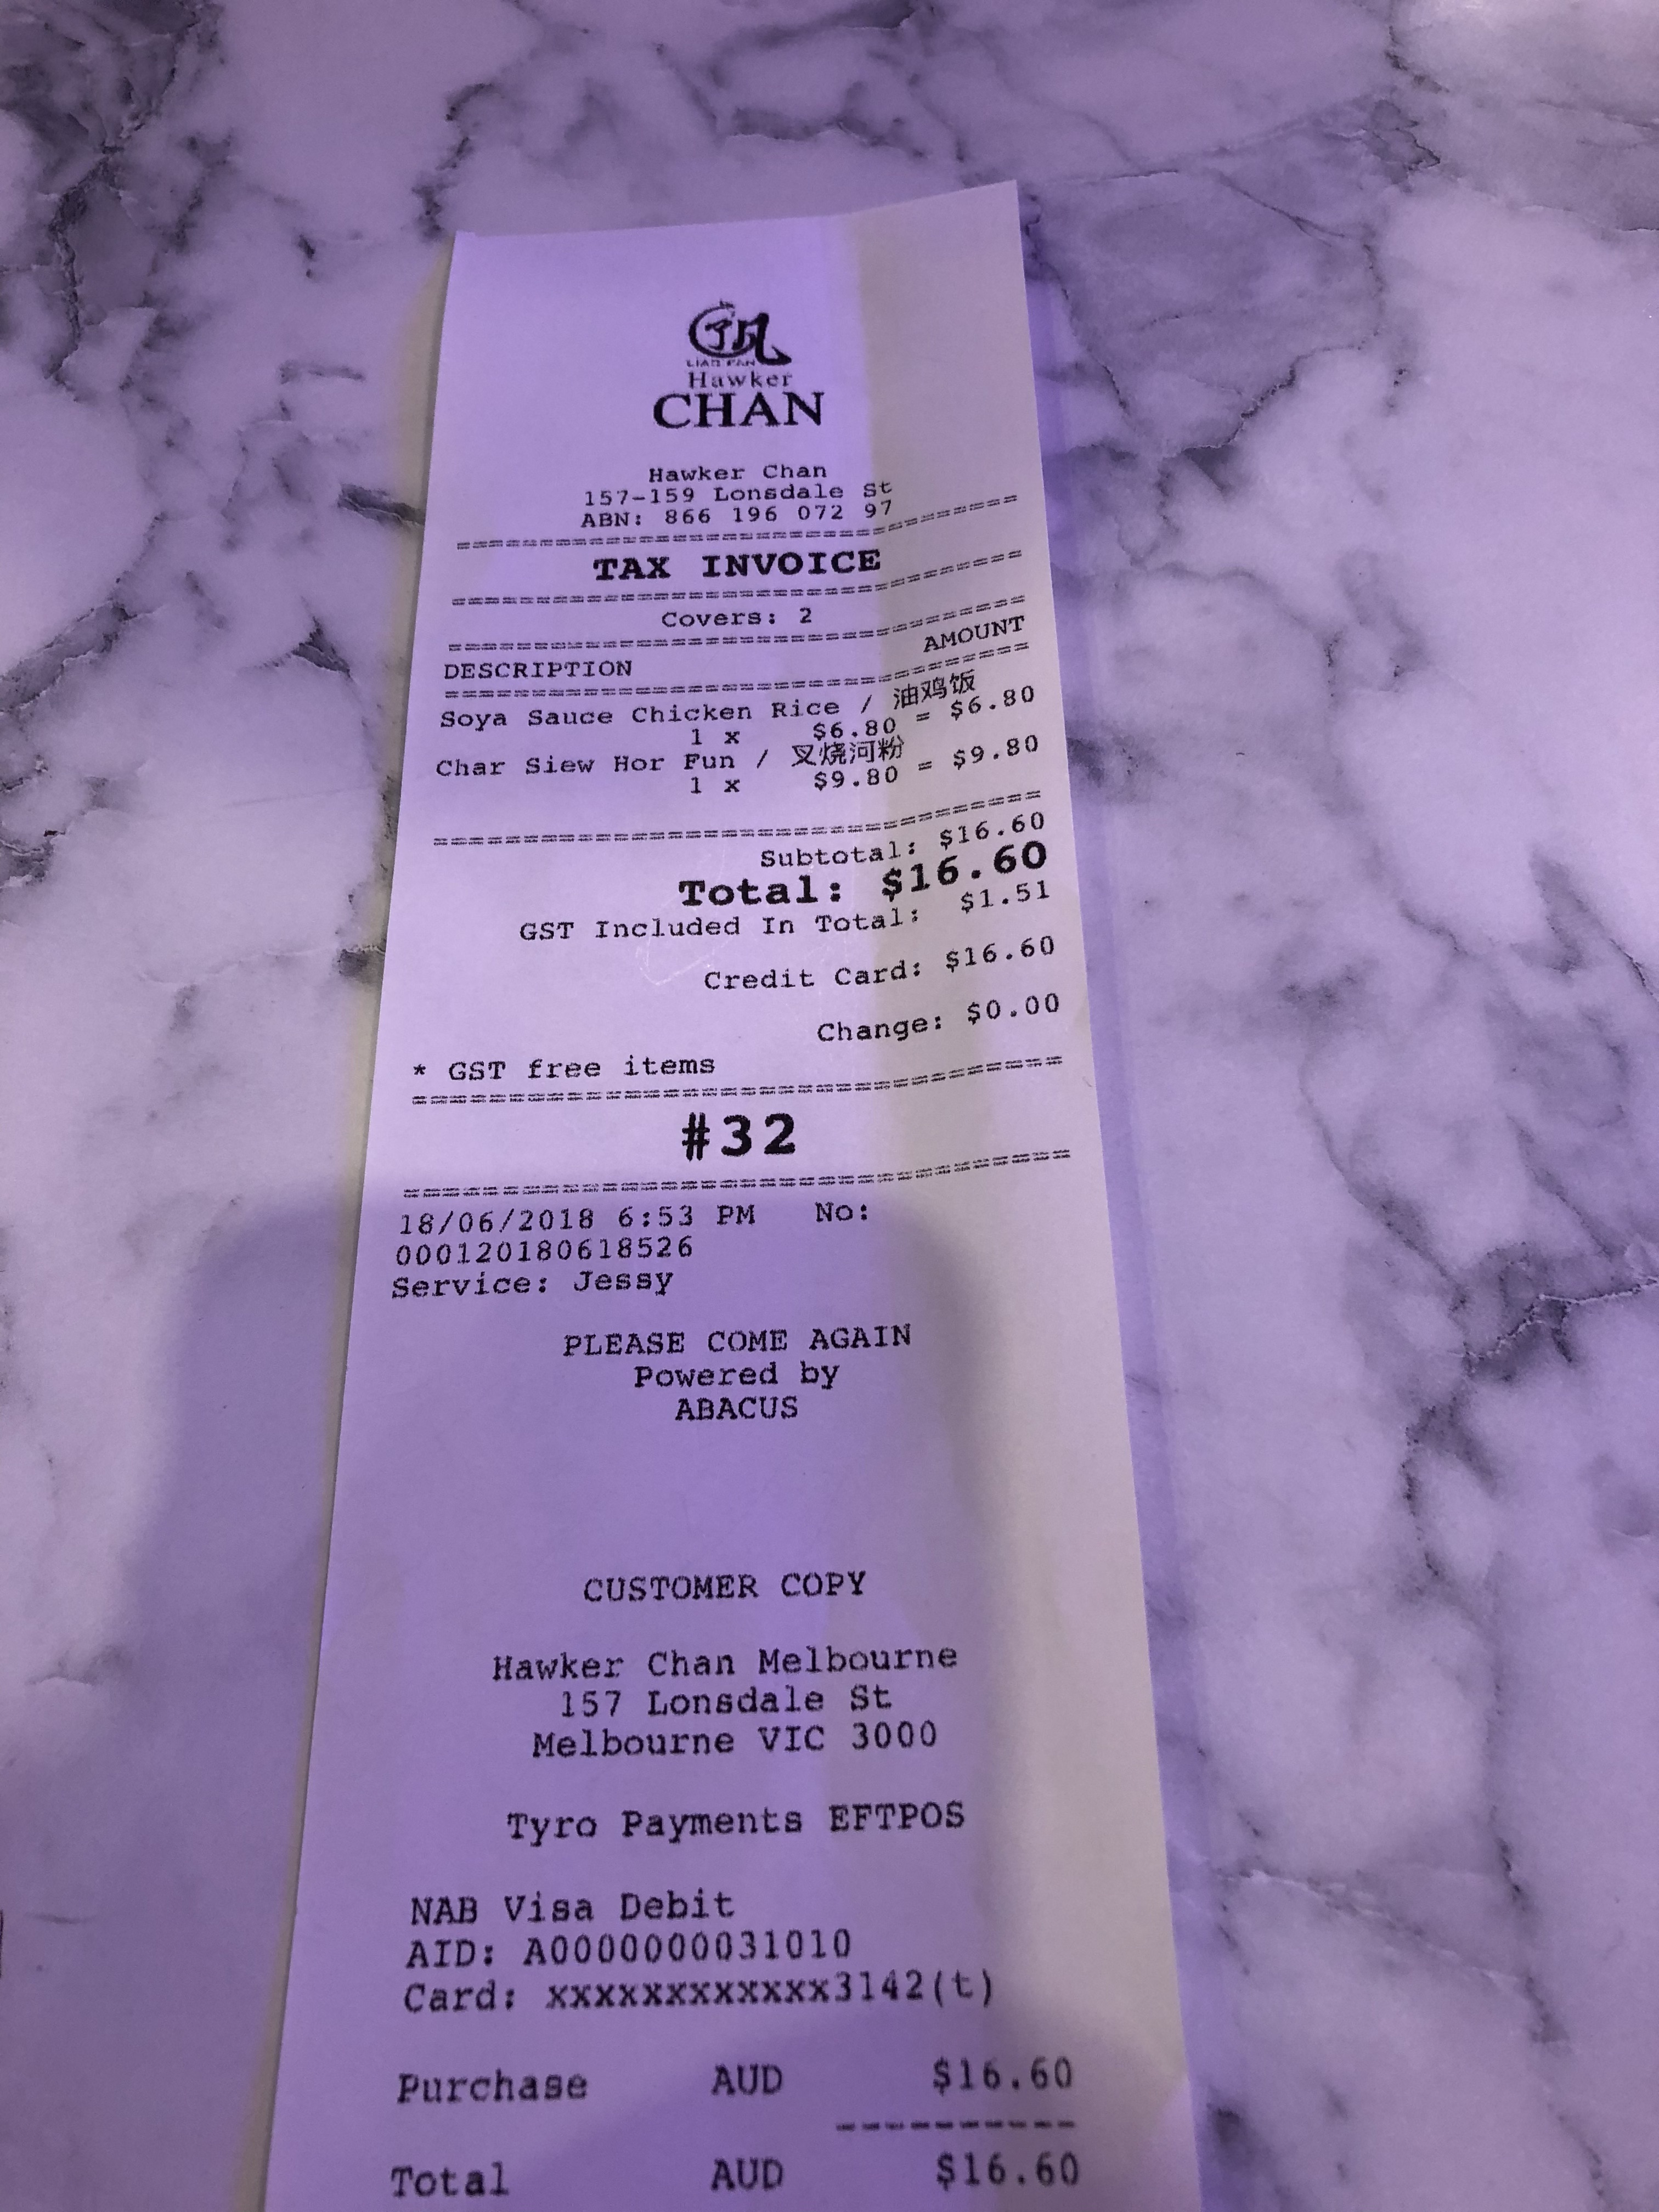 了凡
LIAO FAN
Hawker
CHAN
Hawker Chan
157-159 Lonsdale St
ABN: 866 196 072 97
================================
TAX INVOICE
================================
Covers: 2
================================
DESCRIPTION AMOUNT
================================
Soya Sauce Chicken Rice / 油鸡饭
1 x $6.80 = $6.80
Char Siew Hor Fun / 叉烧河粉
1 x $9.80 = $9.80
================================
Subtotal: $16.60
Total: $16.60
GST Included In Total: $1.51
Credit Card: $16.60
Change: $0.00
* GST free items
================================
#32
================================
18/06/2018 6:53 PM No:
000120180618526
Service: Jessy
PLEASE COME AGAIN
Powered by
ABACUS
CUSTOMER COPY
Hawker Chan Melbourne
157 Lonsdale St
Melbourne VIC 3000
Tyro Payments EFTPOS
NAB Visa Debit
AID: A0000000031010
Card: xxxxxxxxxxxx3142(t)
Purchase AUD $16.60
----------
Total AUD $16.60